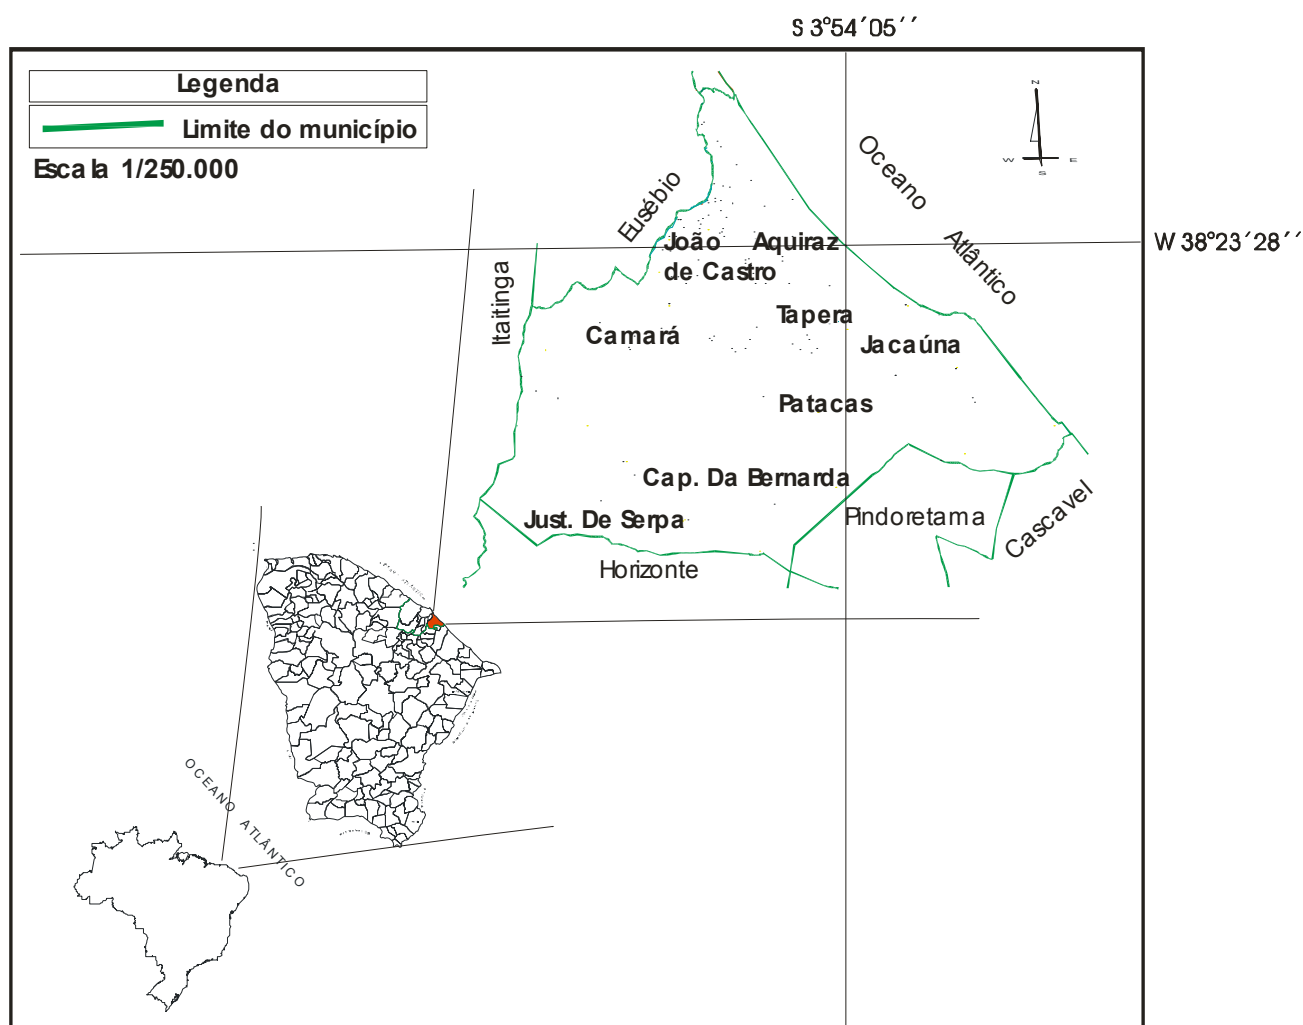 S 3°54´05´´
Legenda
Limite do município
Escala 1/250.000
N
W E
S
Oceano Atlântico
Eusébio
W 38°23´28´´
João de Castro
Aquiraz
Itaitinga
Tapera
Camará
Jacaúna
Patacas
Cap. Da Bernarda
Just. De Serpa
Pindoretama
Cascavel
Horizonte
OCEANO ATLÂNTICO